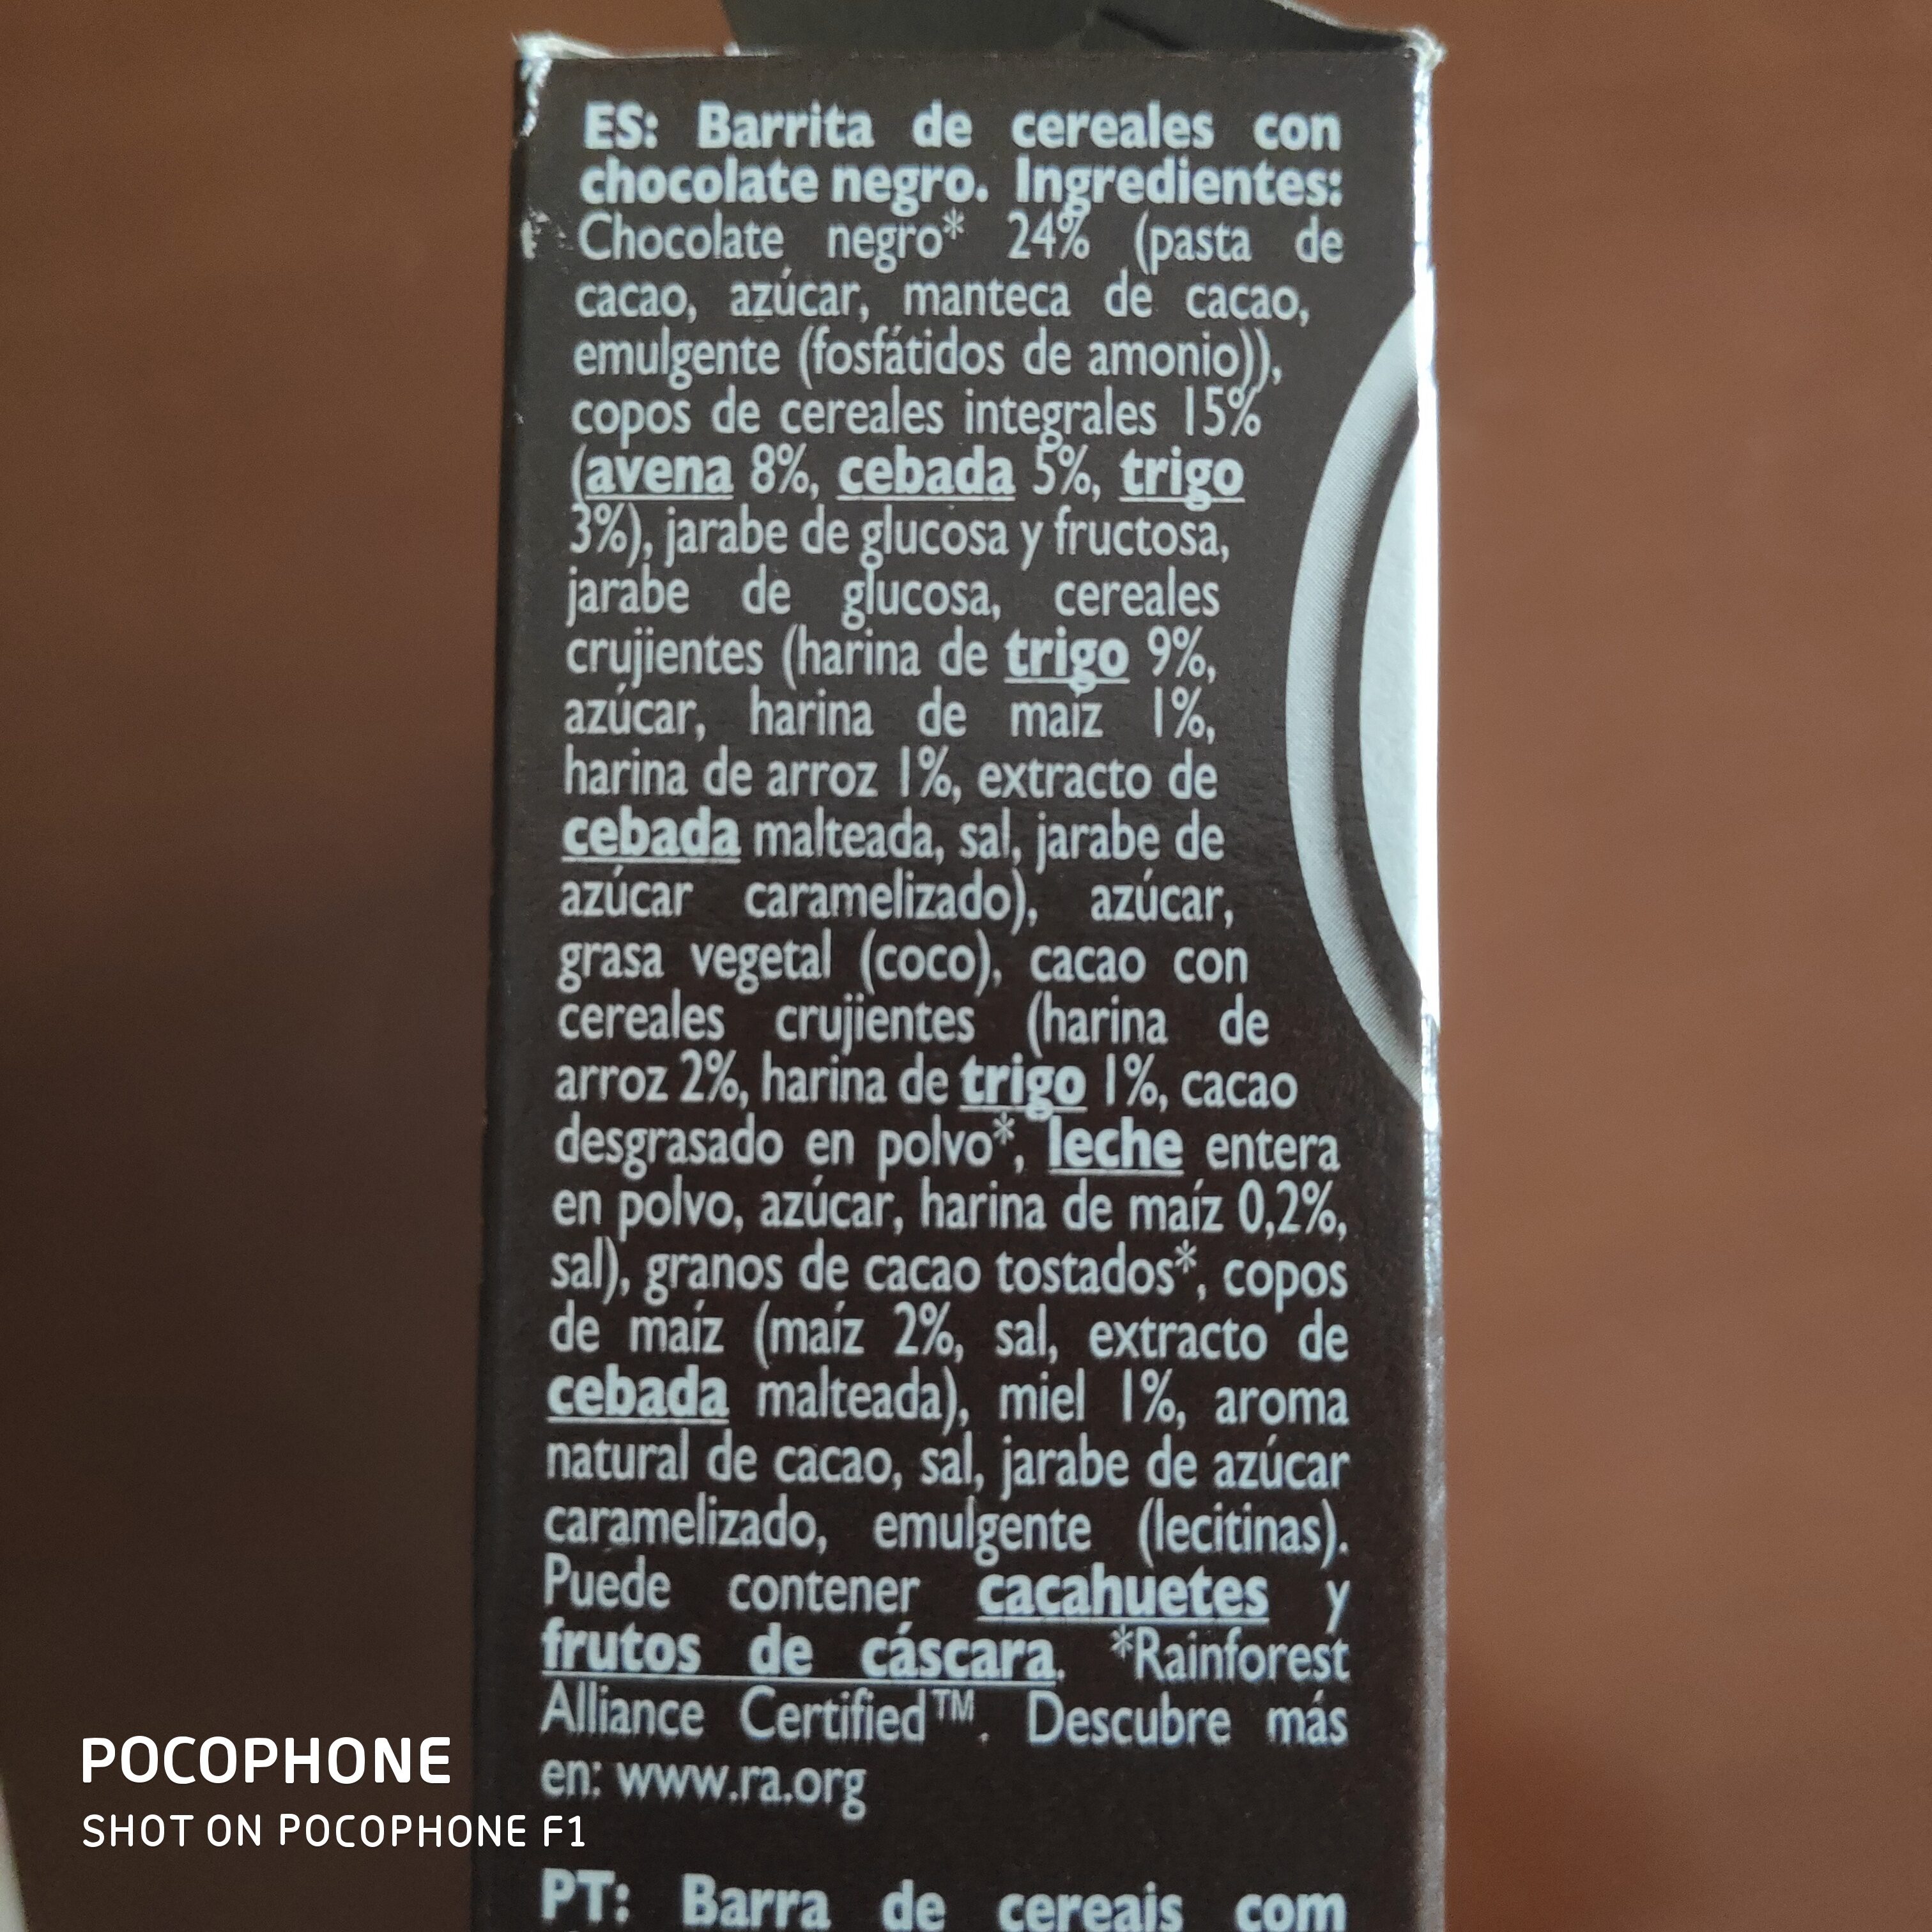 ES: Barrita de cereales con
chocolate negro. Ingredientes:
Chocolate negro* 24% (pasta de
cacao, azúcar, manteca de cacao,
emulgente (fosfátidos de amonio)),
copos de cereales integrales 15%
(avena 8%, cebada 5%, trigo
3%), jarabe de glucosa y fructosa,
jarabe de glucosa, cereales
crujientes (harina de trigo 9%,
azúcar, harina de maíz 1%,
harina de arroz 1%, extracto de
cebada malteada, sal, jarabe de
azúcar caramelizado), azúcar,
grasa vegetal (coco), cacao con
cereales crujientes (harina de
arroz 2%, harina de trigo 1%, cacao
desgrasado en polvo*, leche entera
en polvo, azúcar, harina de maíz 0,2%,
sal), granos de cacao tostados*, copos
de maíz (maíz 2%, sal, extracto de
cebada malteada), miel 1%, aroma
natural de cacao, sal, jarabe de azúcar
caramelizado, emulgente (lecitinas).
Puede contener cacahuetes y
frutos de cáscara. *Rainforest
Alliance Certified™. Descubre más
en: www.ra.org
PT: Barra de cereais com
POCOPHONE
SHOT ON POCOPHONE F1